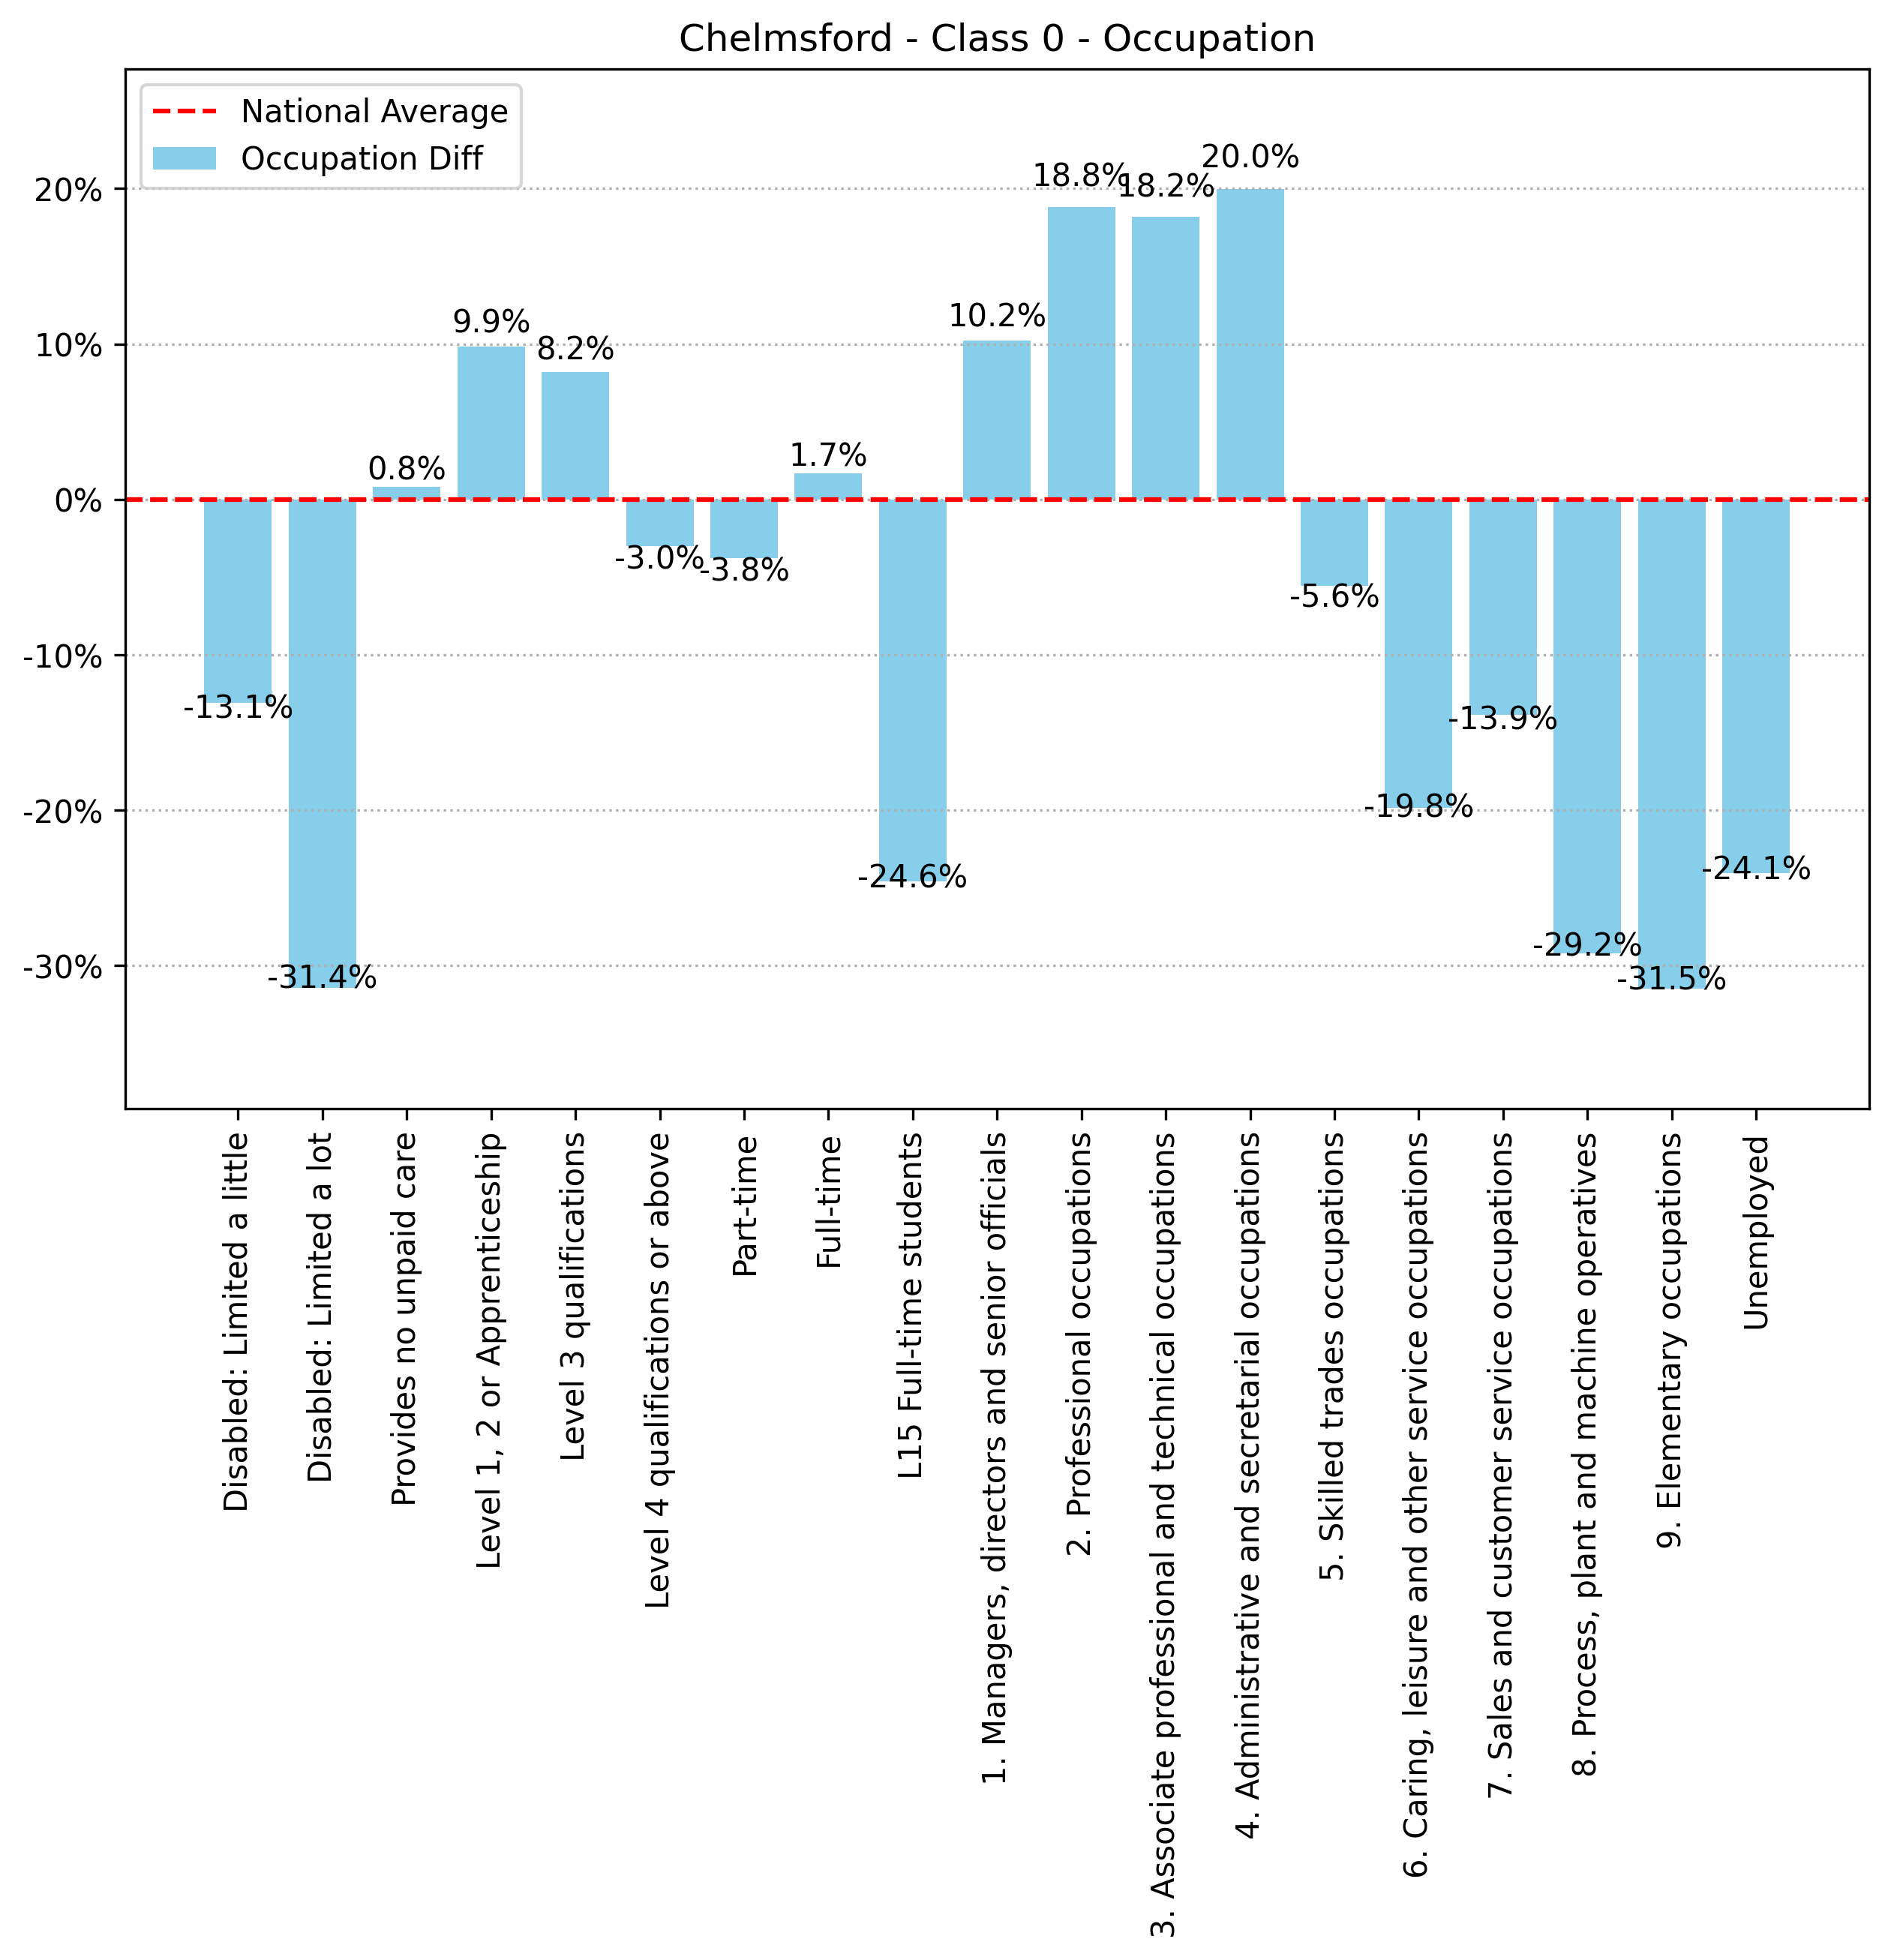 Chelmsford - Class 0 - Occupation
National Average
Occupation Diff
20%
10%
0%
-10%
-20%
-30%
-13.1%
-31.4%
0.8%
9.9%
8.2%
-3.0%
-3.8%
1.7%
-24.6%
10.2%
18.8%
18.2%
20.0%
-5.6%
-19.8%
-13.9%
-29.2%
-31.5%
-24.1%
Disabled: Limited a little
Disabled: Limited a lot
Provides no unpaid care
Level 1, 2 or Apprenticeship
Level 3 qualifications
Level 4 qualifications or above
Part-time
Full-time
L15 Full-time students
1. Managers, directors and senior officials
2. Professional occupations
3. Associate professional and technical occupations
4. Administrative and secretarial occupations
5. Skilled trades occupations
6. Caring, leisure and other service occupations
7. Sales and customer service occupations
8. Process, plant and machine operatives
9. Elementary occupations
Unemployed